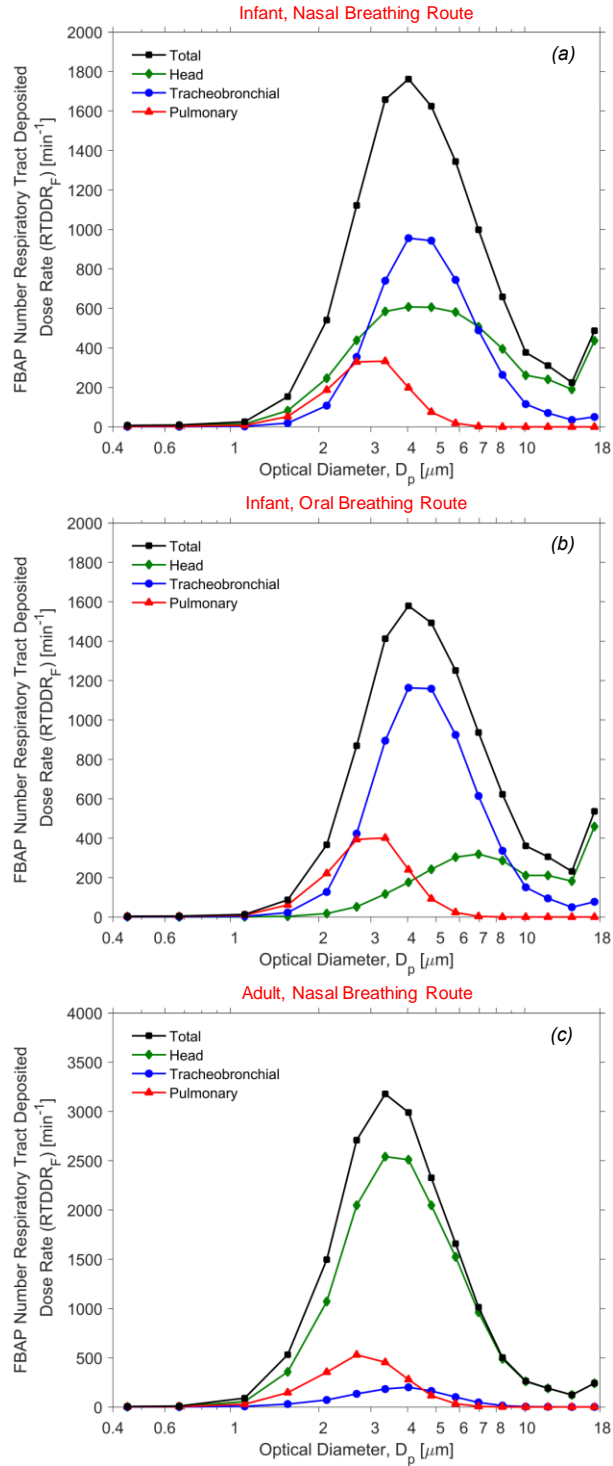 Infant, Nasal Breathing Route
(a)
Total
Head
Tracheobronchial
Pulmonary
FBAP Number Respiratory Tract Deposited
Dose Rate (RTDDR_F) [min⁻¹]
2000
1800
1600
1400
1200
1000
800
600
400
200
0
0.4 0.6 1 2 3 4 5 6 7 8 10 18
Optical Diameter, D_p [μm]
Infant, Oral Breathing Route
(b)
Total
Head
Tracheobronchial
Pulmonary
FBAP Number Respiratory Tract Deposited
Dose Rate (RTDDR_F) [min⁻¹]
2000
1800
1600
1400
1200
1000
800
600
400
200
0
0.4 0.6 1 2 3 4 5 6 7 8 10 18
Optical Diameter, D_p [μm]
Adult, Nasal Breathing Route
(c)
Total
Head
Tracheobronchial
Pulmonary
FBAP Number Respiratory Tract Deposited
Dose Rate (RTDDR_F) [min⁻¹]
4000
3500
3000
2500
2000
1500
1000
500
0
0.4 0.6 1 2 3 4 5 6 7 8 10 18
Optical Diameter, D_p [μm]